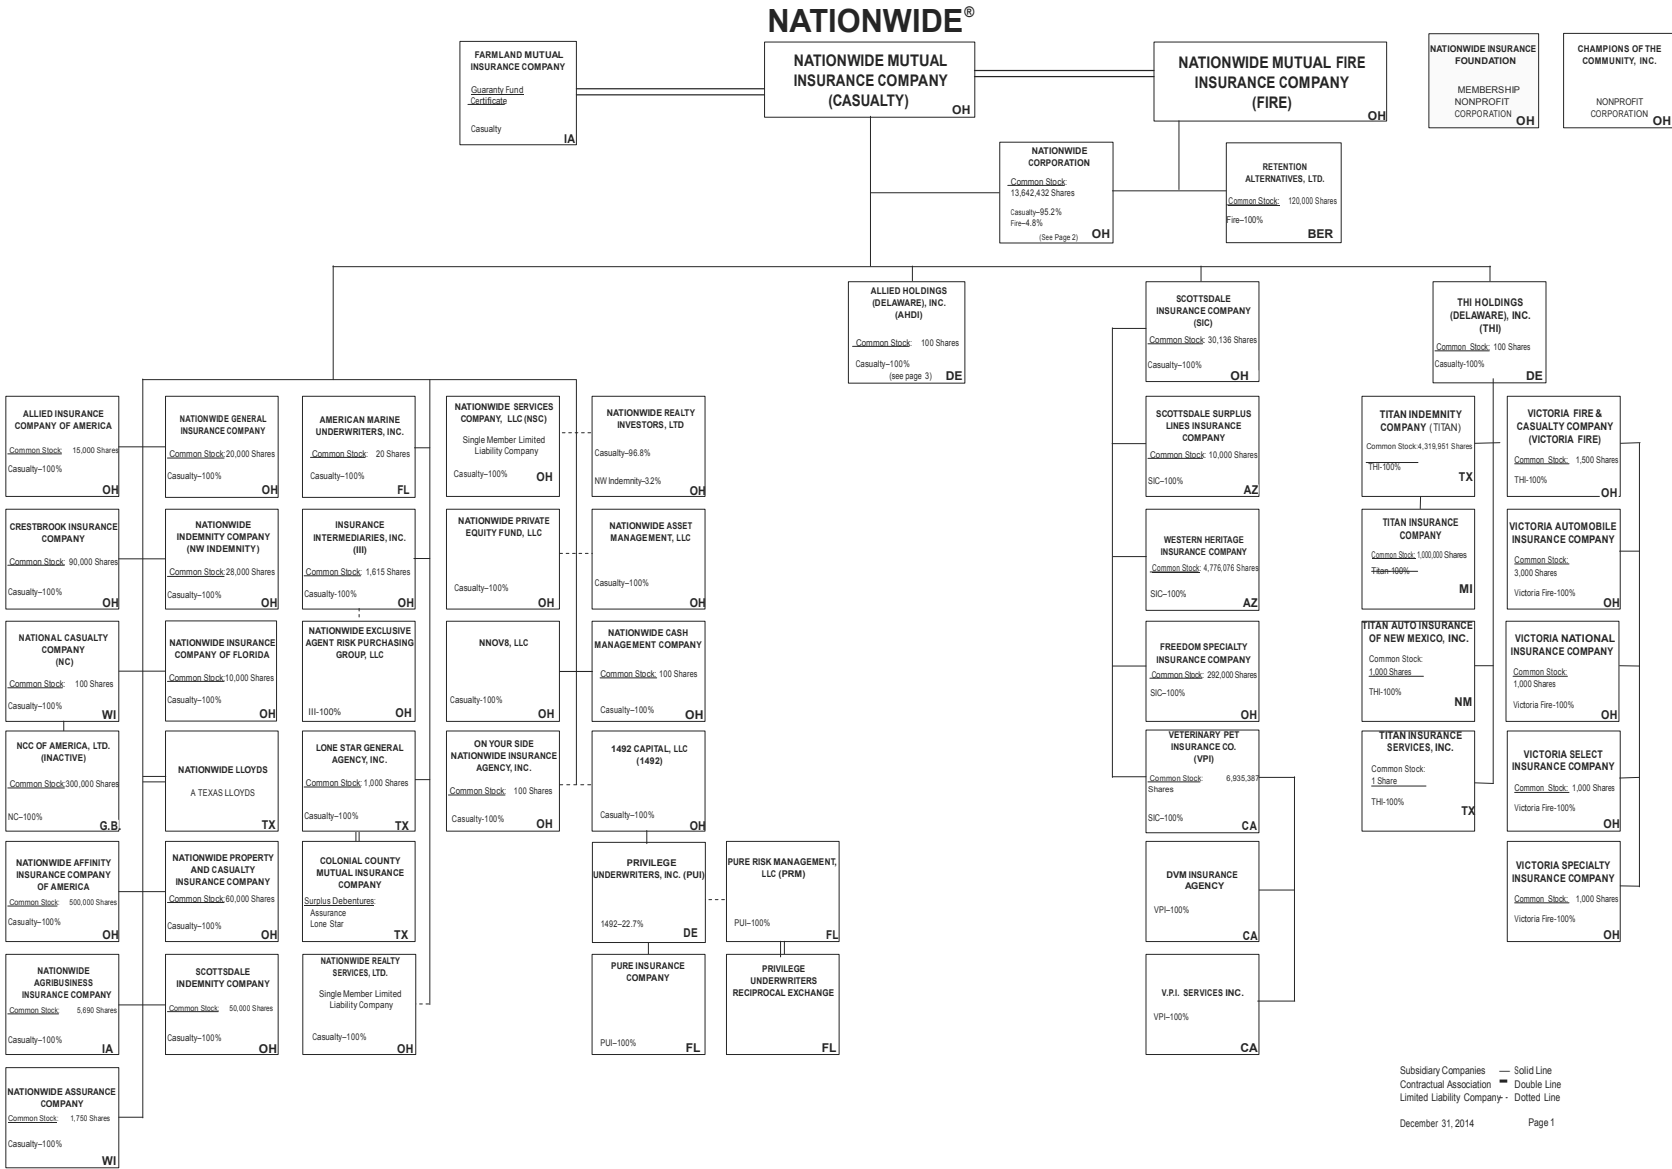 NATIONWIDE®
FARMLAND MUTUAL
INSURANCE COMPANY
Guaranty Fund
Certificate
Casualty
IA
NATIONWIDE MUTUAL
INSURANCE COMPANY
(CASUALTY)
OH
NATIONWIDE MUTUAL FIRE
INSURANCE COMPANY
(FIRE)
OH
NATIONWIDE INSURANCE
FOUNDATION
MEMBERSHIP
NONPROFIT
CORPORATION
OH
CHAMPIONS OF THE
COMMUNITY, INC.
NONPROFIT
CORPORATION
OH
NATIONWIDE
CORPORATION
Common Stock:
13,642,432 Shares
Casualty–95.2%
Fire–4.8%
(See Page 2)
OH
RETENTION
ALTERNATIVES, LTD.
Common Stock: 120,000 Shares
Fire–100%
BER
ALLIED HOLDINGS
(DELAWARE), INC.
(AHDI)
Common Stock: 100 Shares
Casualty–100%
(see page 3)
DE
SCOTTSDALE
INSURANCE COMPANY
(SIC)
Common Stock: 30,136 Shares
Casualty–100%
OH
THI HOLDINGS
(DELAWARE), INC.
(THI)
Common Stock: 100 Shares
Casualty-100%
DE
ALLIED INSURANCE
COMPANY OF AMERICA
Common Stock: 15,000 Shares
Casualty–100%
OH
NATIONWIDE GENERAL
INSURANCE COMPANY
Common Stock: 20,000 Shares
Casualty–100%
OH
AMERICAN MARINE
UNDERWRITERS, INC.
Common Stock: 20 Shares
Casualty–100%
FL
NATIONWIDE SERVICES
COMPANY, LLC (NSC)
Single Member Limited
Liability Company
Casualty–100%
OH
NATIONWIDE REALTY
INVESTORS, LTD
Casualty–96.8%
NW Indemnity–3.2%
OH
SCOTTSDALE SURPLUS
LINES INSURANCE
COMPANY
Common Stock: 10,000 Shares
SIC–100%
AZ
TITAN INDEMNITY
COMPANY (TITAN)
Common Stock:4,319,951 Shares
THI-100%
TX
VICTORIA FIRE &
CASUALTY COMPANY
(VICTORIA FIRE)
Common Stock: 1,500 Shares
THI-100%
OH
CRESTBROOK INSURANCE
COMPANY
Common Stock: 90,000 Shares
Casualty–100%
OH
NATIONWIDE
INDEMNITY COMPANY
(NW INDEMNITY)
Common Stock:28,000 Shares
Casualty–100%
OH
INSURANCE
INTERMEDIARIES, INC.
(III)
Common Stock: 1,615 Shares
Casualty-100%
OH
NATIONWIDE PRIVATE
EQUITY FUND, LLC
Casualty–100%
OH
NATIONWIDE ASSET
MANAGEMENT, LLC
Casualty–100%
OH
WESTERN HERITAGE
INSURANCE COMPANY
Common Stock: 4,776,076 Shares
SIC–100%
AZ
TITAN INSURANCE
COMPANY
Common Stock: 1,000,000 Shares
Titan-100%
MI
VICTORIA AUTOMOBILE
INSURANCE COMPANY
Common Stock:
3,000 Shares
Victoria Fire-100%
OH
NATIONAL CASUALTY
COMPANY
(NC)
Common Stock: 100 Shares
Casualty–100%
WI
NATIONWIDE INSURANCE
COMPANY OF FLORIDA
Common Stock:10,000 Shares
Casualty–100%
OH
NATIONWIDE EXCLUSIVE
AGENT RISK PURCHASING
GROUP, LLC
III-100%
OH
NNOV8, LLC
Casualty-100%
OH
NATIONWIDE CASH
MANAGEMENT COMPANY
Common Stock: 100 Shares
Casualty–100%
OH
FREEDOM SPECIALTY
INSURANCE COMPANY
Common Stock: 292,000 Shares
SIC–100%
OH
TITAN AUTO INSURANCE
OF NEW MEXICO, INC.
Common Stock:
1,000 Shares
THI-100%
NM
VICTORIA NATIONAL
INSURANCE COMPANY
Common Stock:
1,000 Shares
Victoria Fire-100%
OH
NCC OF AMERICA, LTD.
(INACTIVE)
Common Stock:300,000 Shares
NC–100%
G.B.
NATIONWIDE LLOYDS
A TEXAS LLOYDS
TX
LONE STAR GENERAL
AGENCY, INC.
Common Stock: 1,000 Shares
Casualty–100%
TX
ON YOUR SIDE
NATIONWIDE INSURANCE
AGENCY, INC.
Common Stock: 100 Shares
Casualty-100%
OH
1492 CAPITAL, LLC
(1492)
Casualty–100%
OH
VETERINARY PET
INSURANCE CO.
(VPI)
Common Stock: 6,935,387
Shares
SIC–100%
CA
TITAN INSURANCE
SERVICES, INC.
Common Stock:
1 Share
THI-100%
TX
VICTORIA SELECT
INSURANCE COMPANY
Common Stock: 1,000 Shares
Victoria Fire-100%
OH
NATIONWIDE AFFINITY
INSURANCE COMPANY
OF AMERICA
Common Stock: 500,000 Shares
Casualty–100%
OH
NATIONWIDE PROPERTY
AND CASUALTY
INSURANCE COMPANY
Common Stock:60,000 Shares
Casualty–100%
OH
COLONIAL COUNTY
MUTUAL INSURANCE
COMPANY
Surplus Debentures:
Assurance
Lone Star
TX
PRIVILEGE
UNDERWRITERS, INC. (PUI)
1492–22.7%
DE
PURE RISK MANAGEMENT,
LLC (PRM)
PUI–100%
FL
DVM INSURANCE
AGENCY
VPI–100%
CA
VICTORIA SPECIALTY
INSURANCE COMPANY
Common Stock: 1,000 Shares
Victoria Fire-100%
OH
NATIONWIDE
AGRIBUSINESS
INSURANCE COMPANY
Common Stock: 5,690 Shares
Casualty–100%
IA
SCOTTSDALE
INDEMNITY COMPANY
Common Stock: 50,000 Shares
Casualty–100%
OH
NATIONWIDE REALTY
SERVICES, LTD.
Single Member Limited
Liability Company
Casualty–100%
OH
PURE INSURANCE
COMPANY
PUI–100%
FL
PRIVILEGE
UNDERWRITERS
RECIPROCAL EXCHANGE
FL
V.P.I. SERVICES INC.
VPI–100%
CA
NATIONWIDE ASSURANCE
COMPANY
Common Stock: 1,750 Shares
Casualty–100%
WI
Subsidiary Companies — Solid Line
Contractual Association Double Line
Limited Liability Company - - Dotted Line
December 31, 2014 Page 1